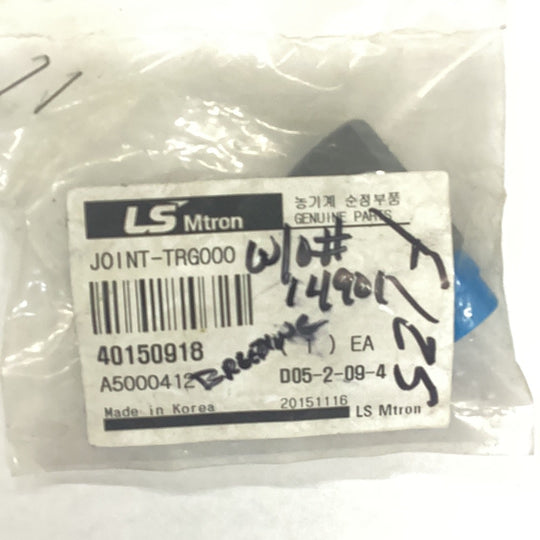 LS Mtron
농기계 순정부품
GENUINE PARTS
JOINT-TRG000
W/O#
14901
40150918
( 1 ) EA
A5000412
D05-2-09-4
Made in Korea
20151116
LS Mtron